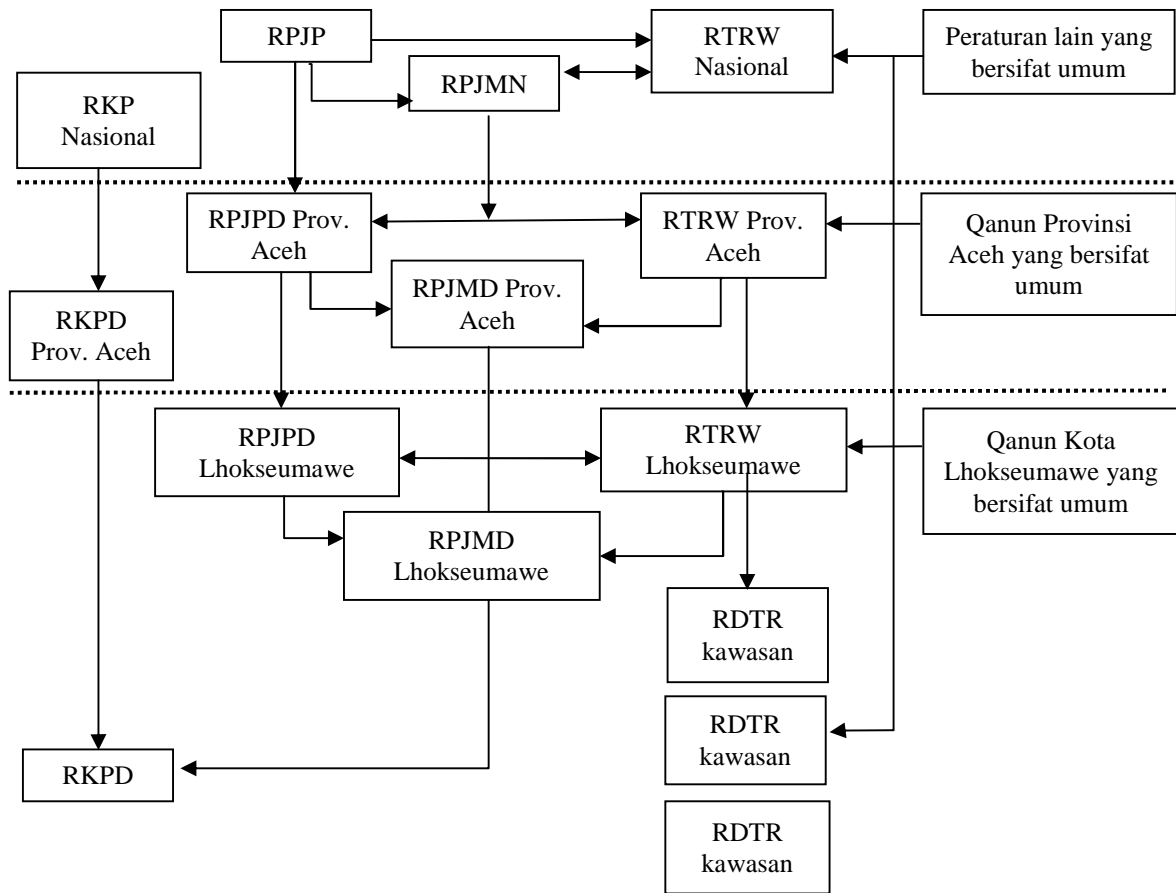 RPJP
RTRW
Nasional
Peraturan lain yang
bersifat umum
RPJMN
RKP
Nasional
RPJPD Prov.
Aceh
RTRW Prov.
Aceh
Qanun Provinsi
Aceh yang bersifat
umum
RPJMD Prov.
Aceh
RKPD
Prov. Aceh
RPJPD
Lhokseumawe
RTRW
Lhokseumawe
Qanun Kota
Lhokseumawe yang
bersifat umum
RPJMD
Lhokseumawe
RDTR
kawasan
RDTR
kawasan
RKPD
RDTR
kawasan